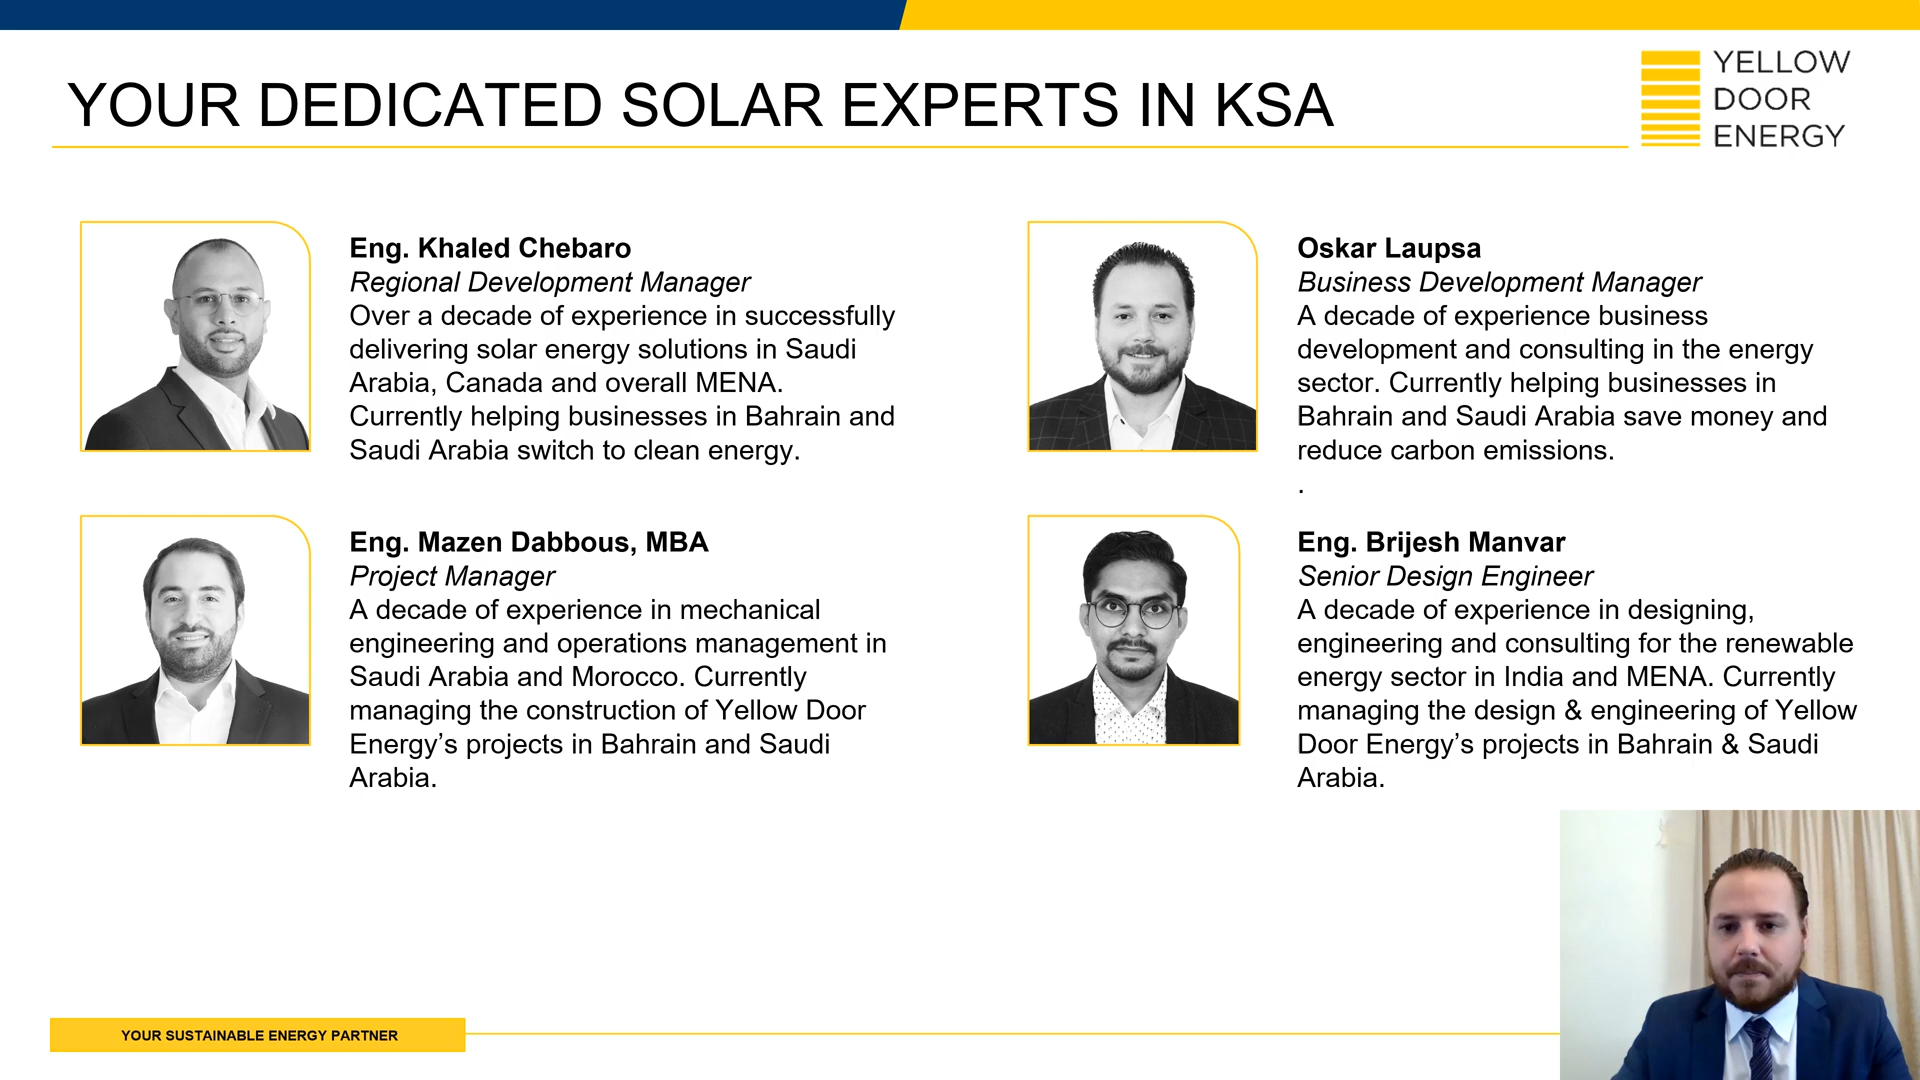 YOUR DEDICATED SOLAR EXPERTS IN KSA
YELLOW
DOOR
ENERGY
Eng. Khaled Chebaro
Regional Development Manager
Over a decade of experience in successfully
delivering solar energy solutions in Saudi
Arabia, Canada and overall MENA.
Currently helping businesses in Bahrain and
Saudi Arabia switch to clean energy.
Oskar Laupsa
Business Development Manager
A decade of experience business
development and consulting in the energy
sector. Currently helping businesses in
Bahrain and Saudi Arabia save money and
reduce carbon emissions.
.
Eng. Mazen Dabbous, MBA
Project Manager
A decade of experience in mechanical
engineering and operations management in
Saudi Arabia and Morocco. Currently
managing the construction of Yellow Door
Energy’s projects in Bahrain and Saudi
Arabia.
Eng. Brijesh Manvar
Senior Design Engineer
A decade of experience in designing,
engineering and consulting for the renewable
energy sector in India and MENA. Currently
managing the design & engineering of Yellow
Door Energy’s projects in Bahrain & Saudi
Arabia.
YOUR SUSTAINABLE ENERGY PARTNER